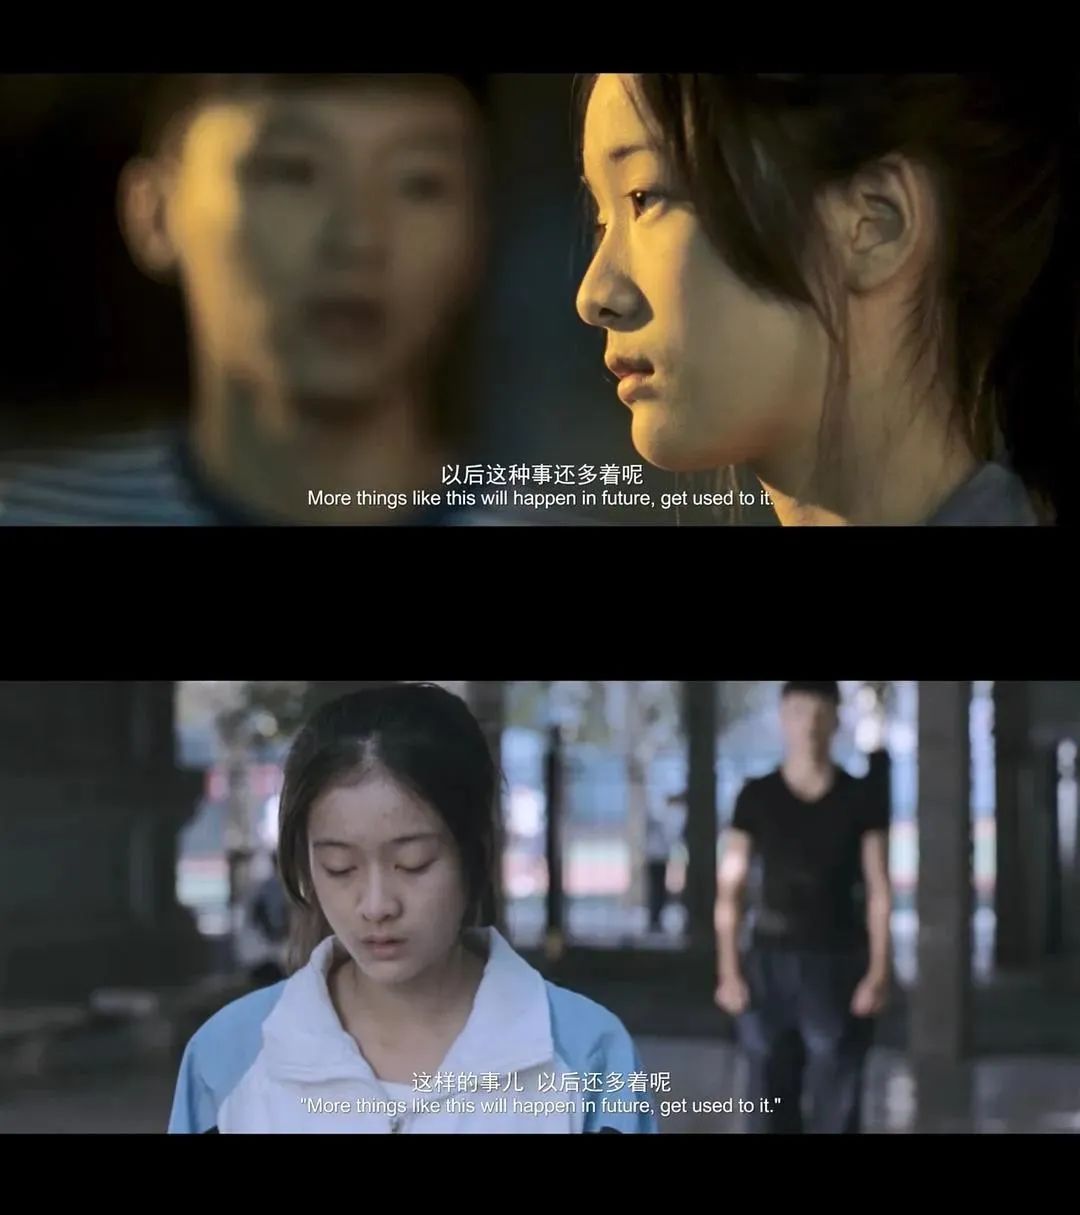 以后这种事还多着呢
More things like this will happen in future, get used to it.
这样的事儿 以后还多着呢
"More things like this will happen in future, get used to it."